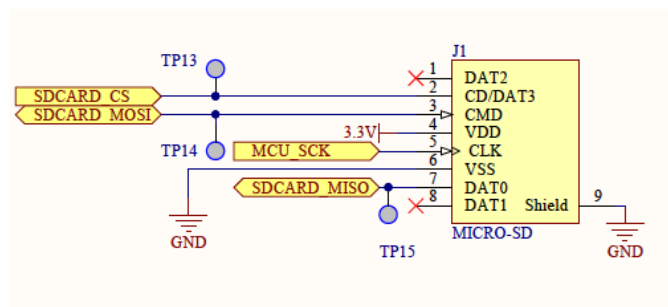 J1
TP13
1 DAT2
SDCARD_CS 2 CD/DAT3
SDCARD_MOSI 3 CMD
3.3V 4 VDD
TP14 MCU_SCK 5 CLK
6 VSS
SDCARD_MISO 7 DAT0
8 DAT1 Shield 9
MICRO-SD
GND
TP15
GND